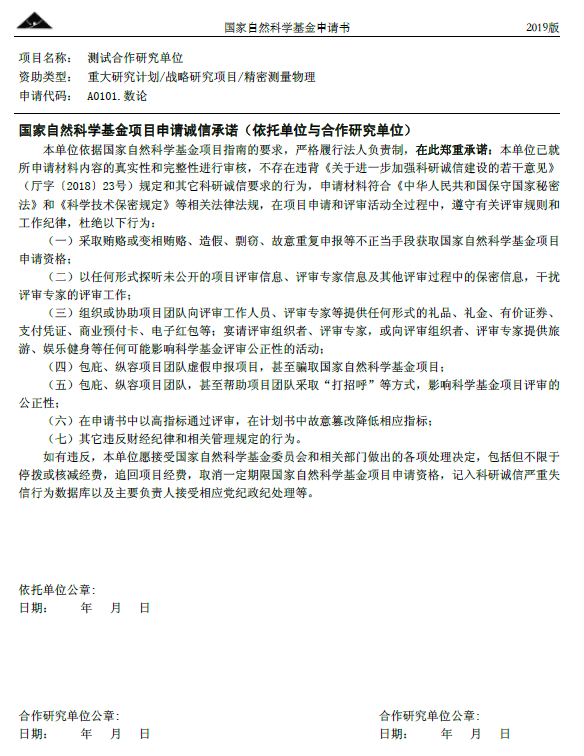 国家自然科学基金申请书 2019版
项目名称： 测试合作研究单位
资助类型： 重大研究计划/战略研究项目/精密测量物理
申请代码： A0101.数论
国家自然科学基金项目申请诚信承诺（依托单位与合作研究单位）
本单位依据国家自然科学基金项目指南的要求，严格履行法人负责制，在此郑重承诺：本单位已就
所申请材料内容的真实性和完整性进行审核，不存在违背《关于进一步加强科研诚信建设的若干意见》
（厅字〔2018〕23号）规定和其它科研诚信要求的行为，申请材料符合《中华人民共和国保守国家秘密
法》和《科学技术保密规定》等相关法律法规，在项目申请和评审活动全过程中，遵守有关评审规则和
工作纪律，杜绝以下行为：
（一）采取贿赂或变相贿赂、造假、剽窃、故意重复申报等不正当手段获取国家自然科学基金项目
申请资格；
（二）以任何形式探听未公开的项目评审信息、评审专家信息及其他评审过程中的保密信息，干扰
评审专家的评审工作；
（三）组织或协助项目团队向评审工作人员、评审专家等提供任何形式的礼品、礼金、有价证券、
支付凭证、商业预付卡、电子红包等；宴请评审组织者、评审专家，或向评审组织者、评审专家提供旅
游、娱乐健身等任何可能影响科学基金评审公正性的活动；
（四）包庇、纵容项目团队虚假申报项目，甚至骗取国家自然科学基金项目；
（五）包庇、纵容项目团队，甚至帮助项目团队采取“打招呼”等方式，影响科学基金项目评审的
公正性；
（六）在申请书中以高指标通过评审，在计划书中故意篡改降低相应指标；
（七）其它违反财经纪律和相关管理规定的行为。
如有违反，本单位愿接受国家自然科学基金委员会和相关部门做出的各项处理决定，包括但不限于
停拨或核减经费，追回项目经费，取消一定期限国家自然科学基金项目申请资格，记入科研诚信严重失
信行为数据库以及主要负责人接受相应党纪政纪处理等。
依托单位公章：
日期： 年 月 日
合作研究单位公章： 合作研究单位公章：
日期： 年 月 日 日期： 年 月 日